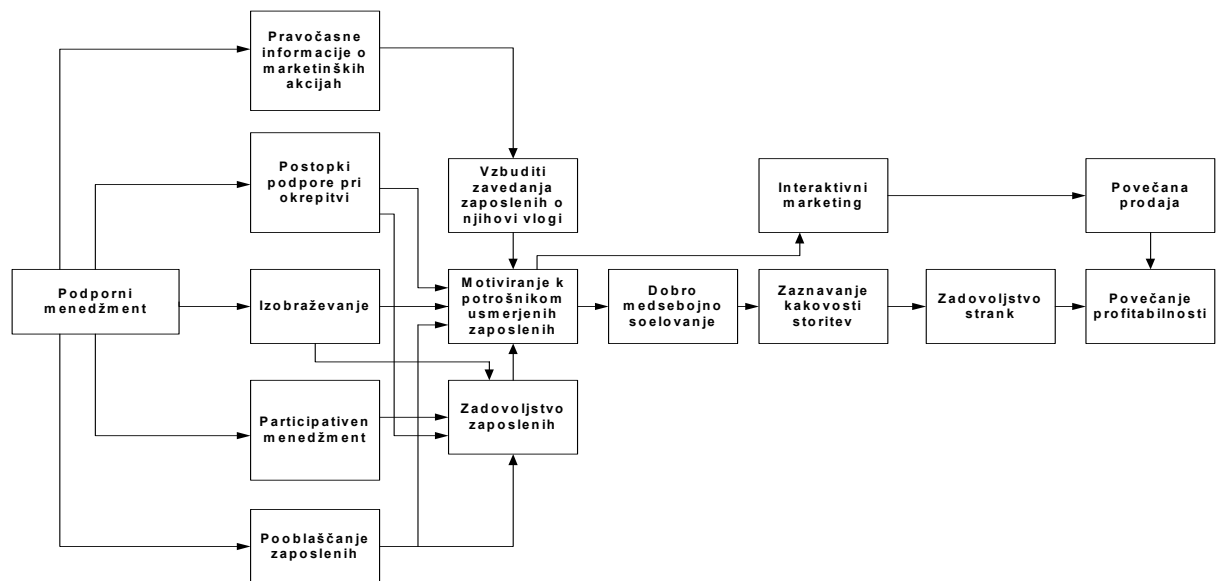 Pravočasne
informacije o
marketinških
akcijah
Postopki
podpore pri
okrepitvi
Vzbuditi
zavedanja
zaposlenih o
njihovi vlogi
Interaktivni
marketing
Povečana
prodaja
Podporni
menedžment
Izobraževanje
Motiviranje k
potrošnikom
usmerjenih
zaposlenih
Dobro
medsebojno
soelovanje
Zaznavanje
kakovosti
storitev
Zadovoljstvo
strank
Povečanje
profitabilnosti
Participativen
menedžment
Zadovoljstvo
zaposlenih
Pooblaščanje
zaposlenih